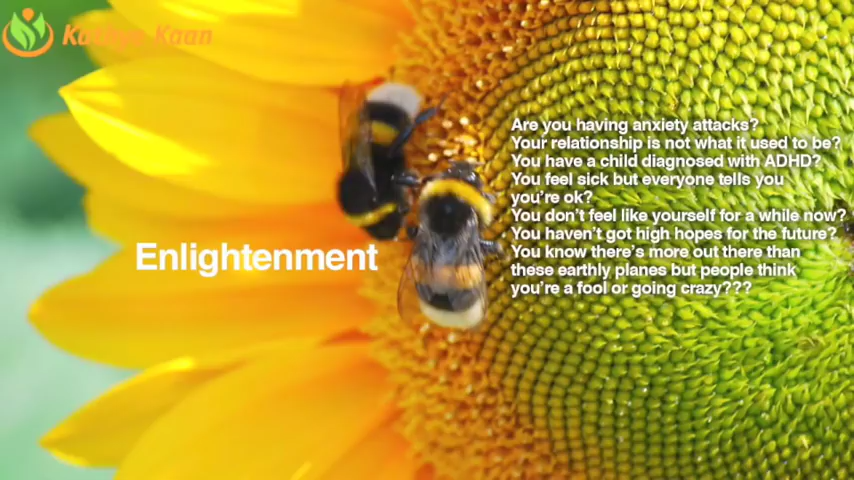 Kaan
Are you having anxiety attacks?
Your relationship is not what it used to be?
You have a child diagnosed with ADHD?
You feel sick but everyone tells you
you're ok?
You don't feel like yourself for a while now?
You haven't got high hopes for the future?
You know there's more out there than
these earthly planes but people think
you're a fool or going crazy???
Enlightenment